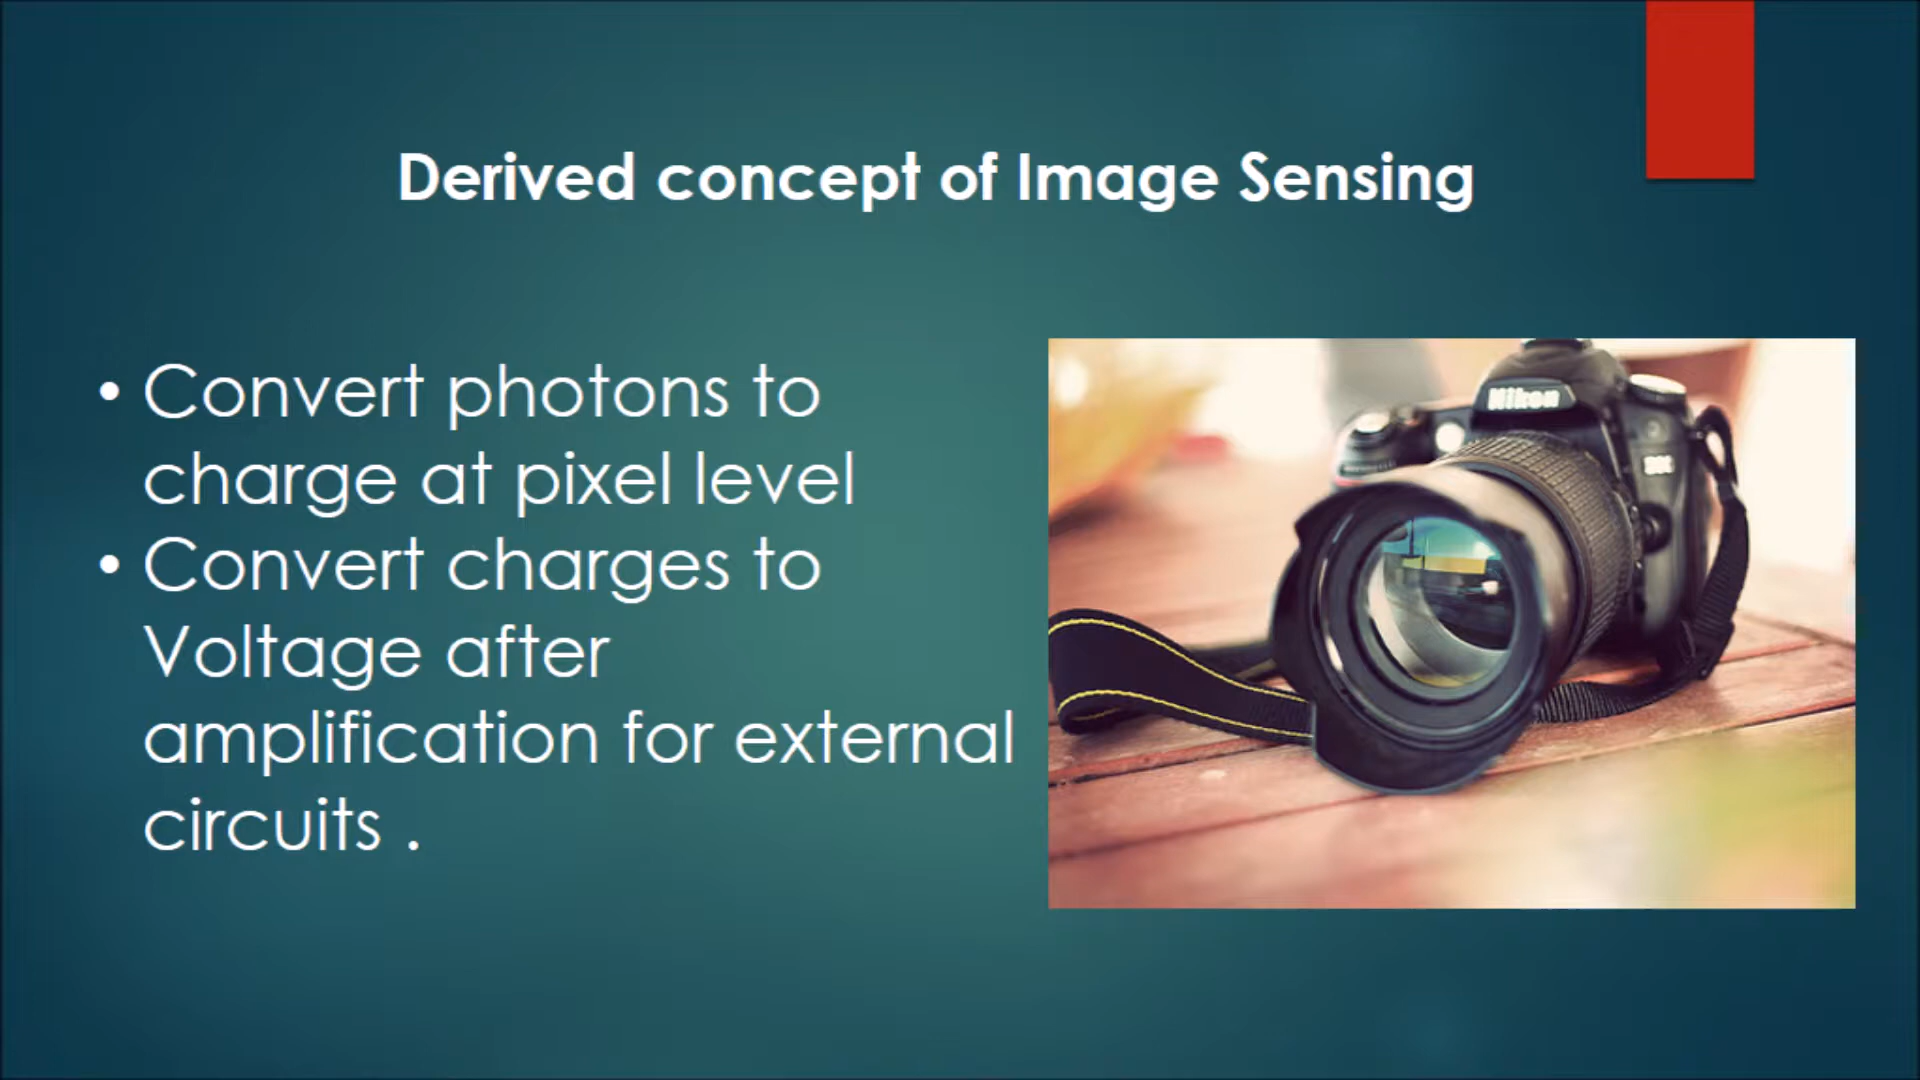 Derived concept of Image Sensing
• Convert photons to
charge at pixel level
• Convert charges to
Voltage after
amplification for external
circuits .
Nikon